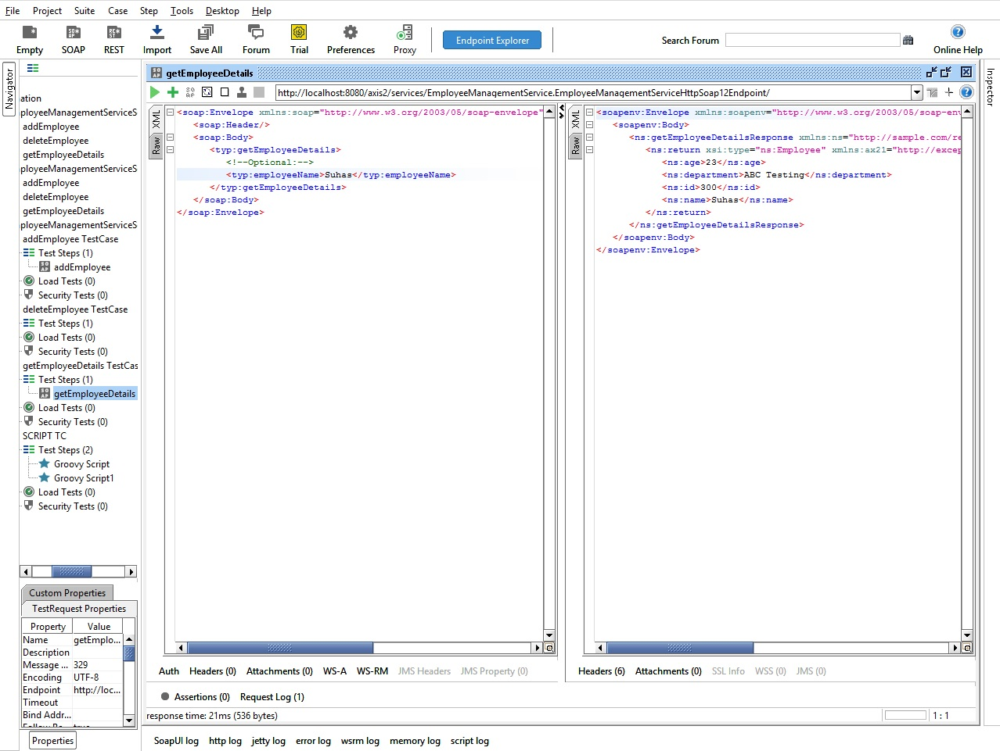 File Project Suite Case Step Tools Desktop Help
Empty SOAP REST Import Save All Forum Trial Preferences Proxy Endpoint Explorer Search Forum Online Help
Navigator
ation
ployeeManagementServiceS
addEmployee
deleteEmployee
getEmployeeDetails
ployeeManagementServiceS
addEmployee
deleteEmployee
getEmployeeDetails
ployeeManagementServiceS
addEmployee TestCase
Test Steps (1)
addEmployee
Load Tests (0)
Security Tests (0)
deleteEmployee TestCase
Test Steps (1)
Load Tests (0)
Security Tests (0)
getEmployeeDetails TestCas
Test Steps (1)
getEmployeeDetails
Load Tests (0)
Security Tests (0)
SCRIPT TC
Test Steps (2)
Groovy Script
Groovy Script1
Load Tests (0)
Security Tests (0)
Custom Properties
TestRequest Properties
Property Value
Name getEmplo...
Description
Message ... 329
Encoding UTF-8
Endpoint http://loc...
Timeout
Bind Addr...
Properties
getEmployeeDetails
http://localhost:8080/axis2/services/EmployeeManagementService.EmployeeManagementServiceHttpSoap12Endpoint/
XML
Raw
<soap:Envelope xmlns:soap="http://www.w3.org/2003/05/soap-envelope"
<soap:Header/>
<soap:Body>
<typ:getEmployeeDetails>
<!--Optional:-->
<typ:employeeName>Suhas</typ:employeeName>
</typ:getEmployeeDetails>
</soap:Body>
</soap:Envelope>
Auth Headers (0) Attachments (0) WS-A WS-RM JMS Headers JMS Property (0)
XML
Raw
<soapenv:Envelope xmlns:soapenv="http://www.w3.org/2003/05/soap-env
<soapenv:Body>
<ns:getEmployeeDetailsResponse xmlns:ns="http://sample.com/re
<ns:return xsi:type="ns:Employee" xmlns:ax21="http://excep
<ns:age>23</ns:age>
<ns:department>ABC Testing</ns:department>
<ns:id>300</ns:id>
<ns:name>Suhas</ns:name>
</ns:return>
</ns:getEmployeeDetailsResponse>
</soapenv:Body>
</soapenv:Envelope>
Headers (6) Attachments (0) SSL Info WSS (0) JMS (0)
Assertions (0) Request Log (1)
response time: 21ms (536 bytes) 1 : 1
SoapUI log http log jetty log error log wsrm log memory log script log
Inspector